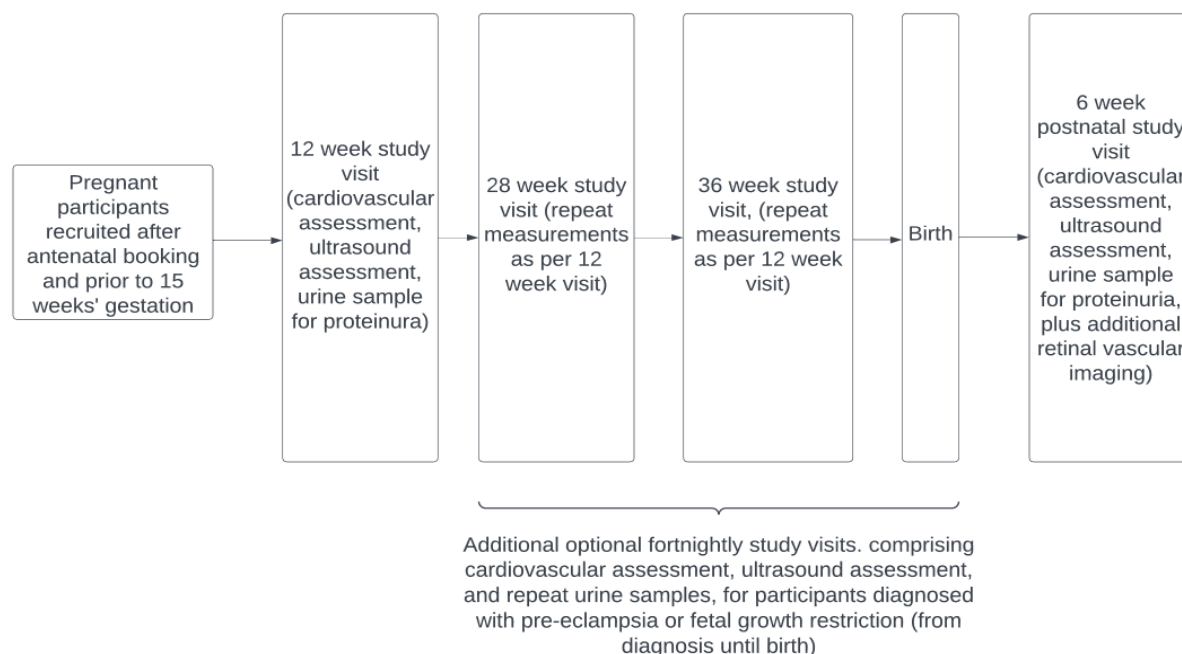 Pregnant
participants
recruited after
antenatal booking
and prior to 15
weeks' gestation
12 week study
visit
(cardiovascular
assessment,
ultrasound
assessment,
urine sample
for proteinura)
28 week study
visit (repeat
measurements
as per 12
week visit)
36 week study
visit, (repeat
measurements
as per 12 week
visit)
Birth
6 week
postnatal study
visit
(cardiovascular
assessment,
ultrasound
assessment,
urine sample
for proteinuria,
plus additional
retinal vascular
imaging)
Additional optional fortnightly study visits. comprising
cardiovascular assessment, ultrasound assessment,
and repeat urine samples, for participants diagnosed
with pre-eclampsia or fetal growth restriction (from
diagnosis until birth)